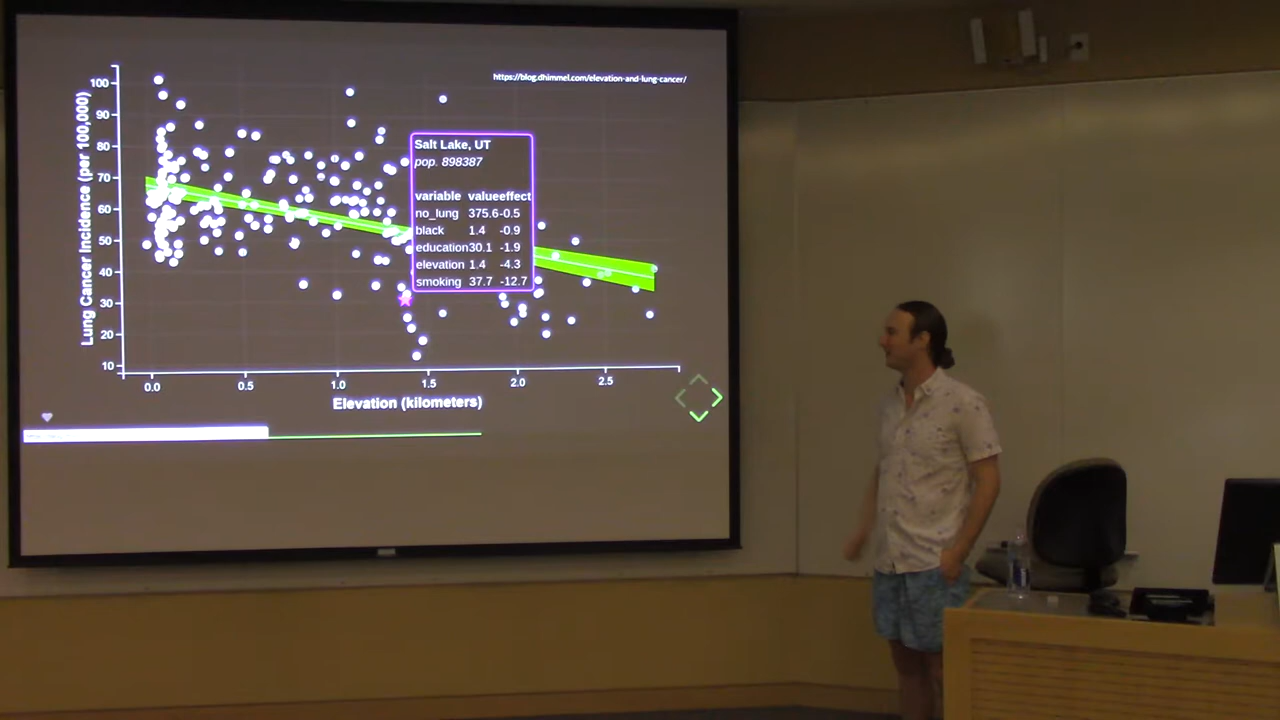 https://blog.dhimmel.com/elevation-and-lung-cancer/
100
90
80
70
60
50
40
30
20
10
Lung Cancer Incidence (per 100,000)
Salt Lake, UT
pop. 898387
variable valueeffect
no_lung 375.6-0.5
black 1.4 -0.9
education30.1 -1.9
elevation 1.4 -4.3
smoking 37.7 -12.7
0.0 0.5 1.0 1.5 2.0 2.5
Elevation (kilometers)